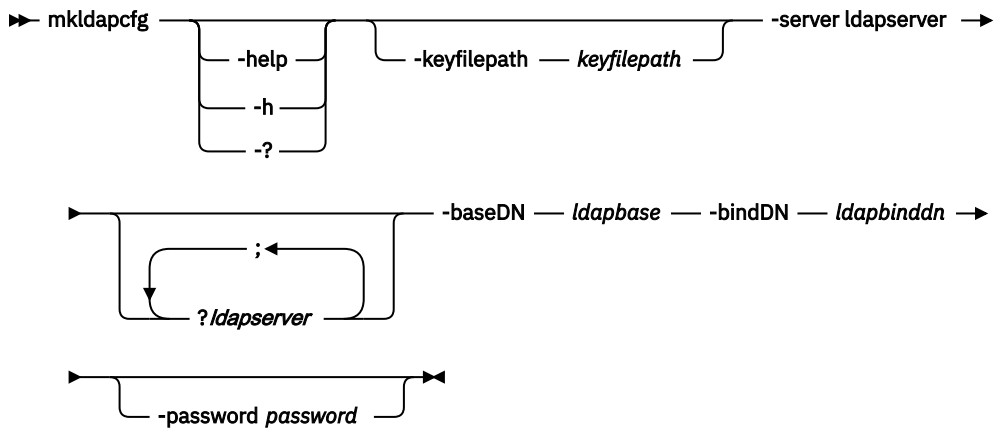 mkldapcfg -server ldapserver
-help -keyfilepath keyfilepath
-h
-?
-baseDN ldapbase -bindDN ldapbinddn
;
?ldapserver
-password password